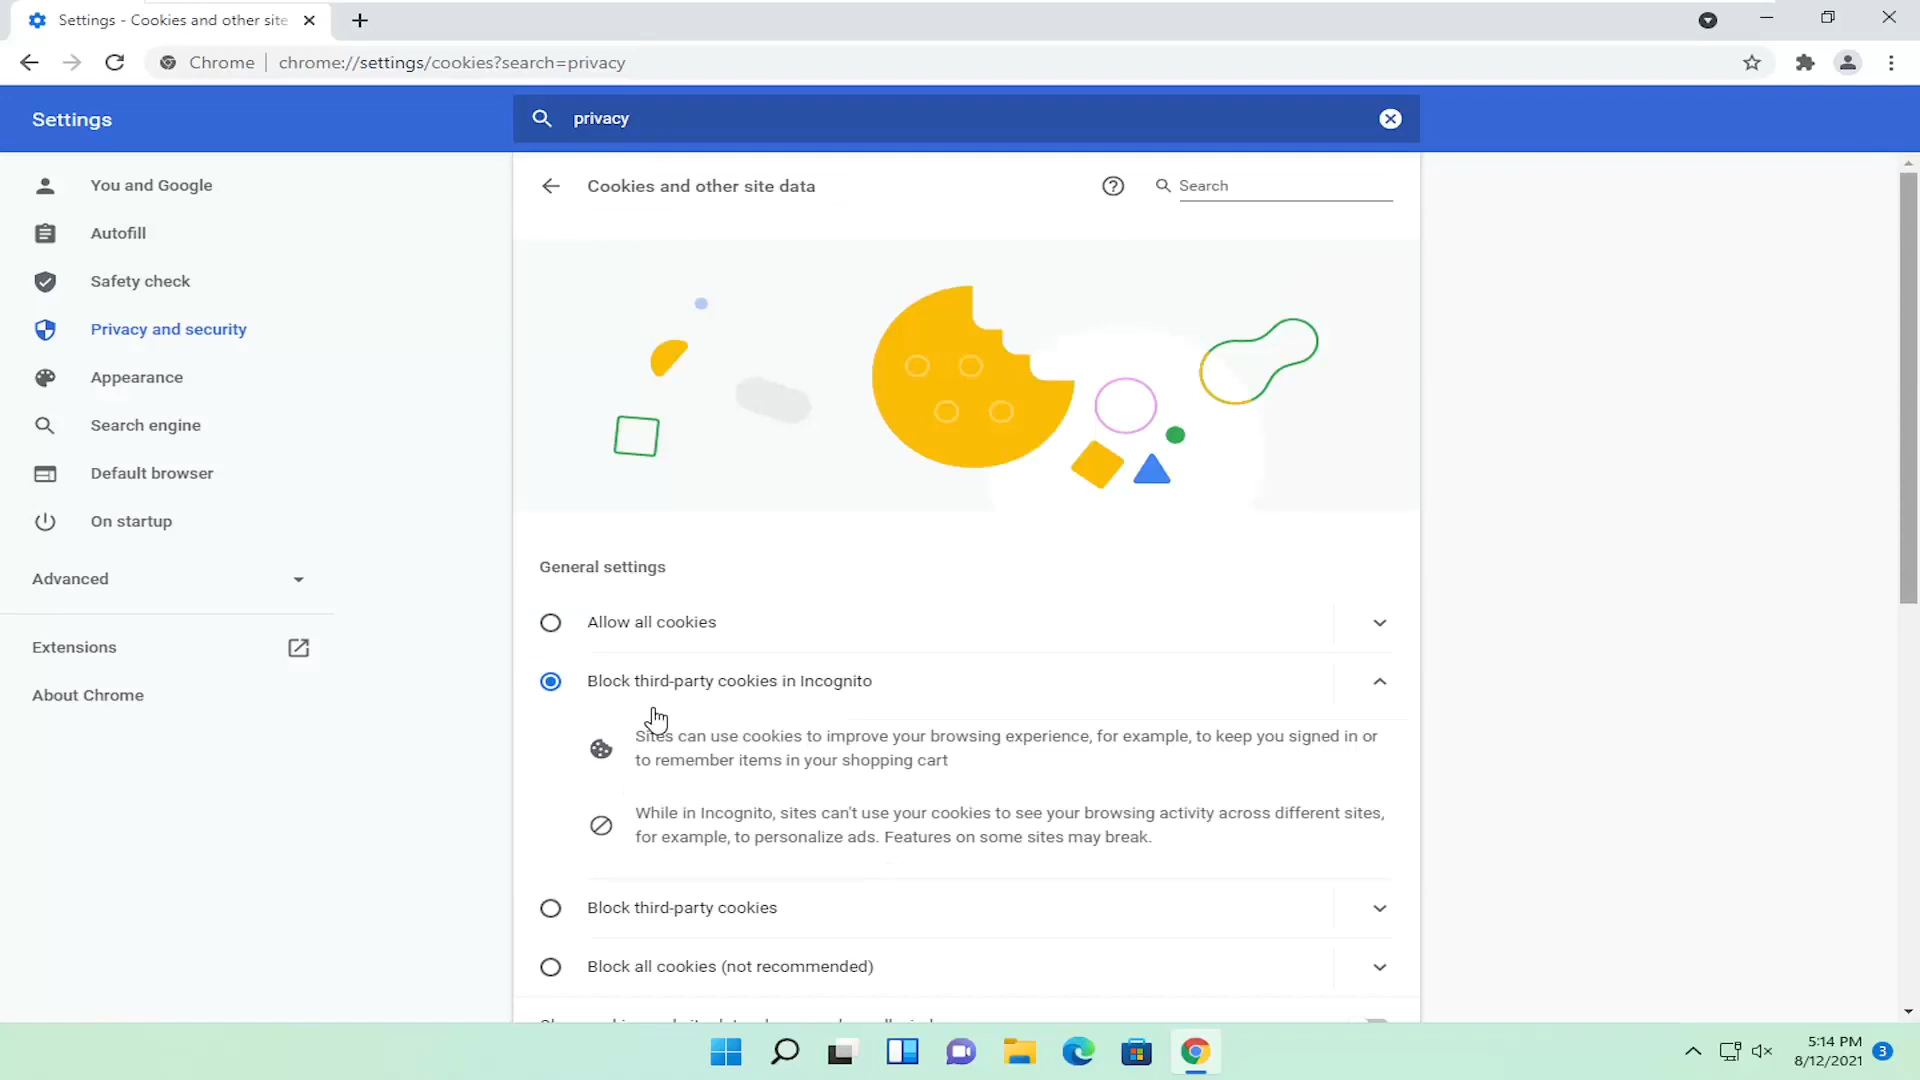 Settings - Cookies and other site
Chrome
chrome://settings/cookies?search=privacy
Settings
privacy
You and Google
Autofill
Safety check
Privacy and security
Appearance
Search engine
Default browser
On startup
Advanced
Extensions
About Chrome
Cookies and other site data
Search
General settings
Allow all cookies
Block third-party cookies in Incognito
Sites can use cookies to improve your browsing experience, for example, to keep you signed in or
to remember items in your shopping cart
While in Incognito, sites can't use your cookies to see your browsing activity across different sites,
for example, to personalize ads. Features on some sites may break.
Block third-party cookies
Block all cookies (not recommended)
5:14 PM
8/12/2021
3